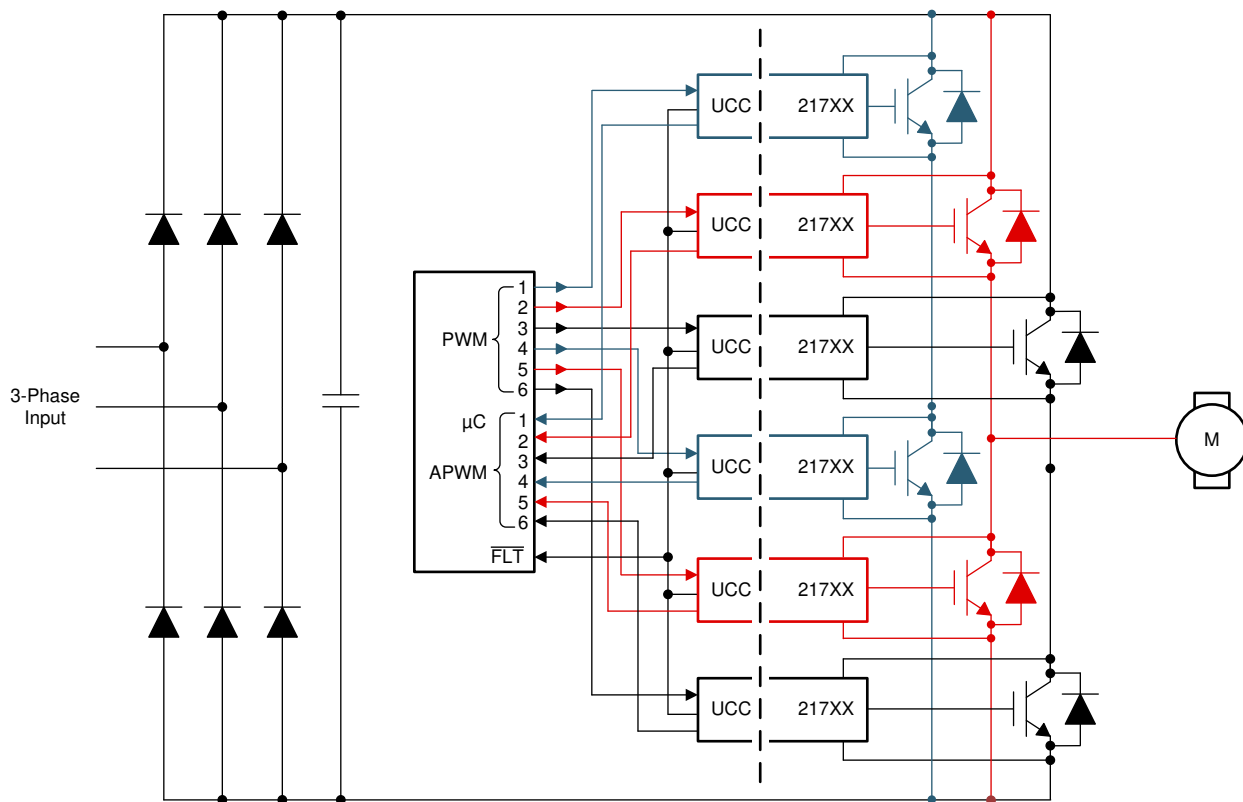 3-Phase
Input
PWM
1
2
3
4
5
6
µC
APWM
1
2
3
4
5
6
FLT
UCC 217XX
UCC 217XX
UCC 217XX
UCC 217XX
UCC 217XX
UCC 217XX
M